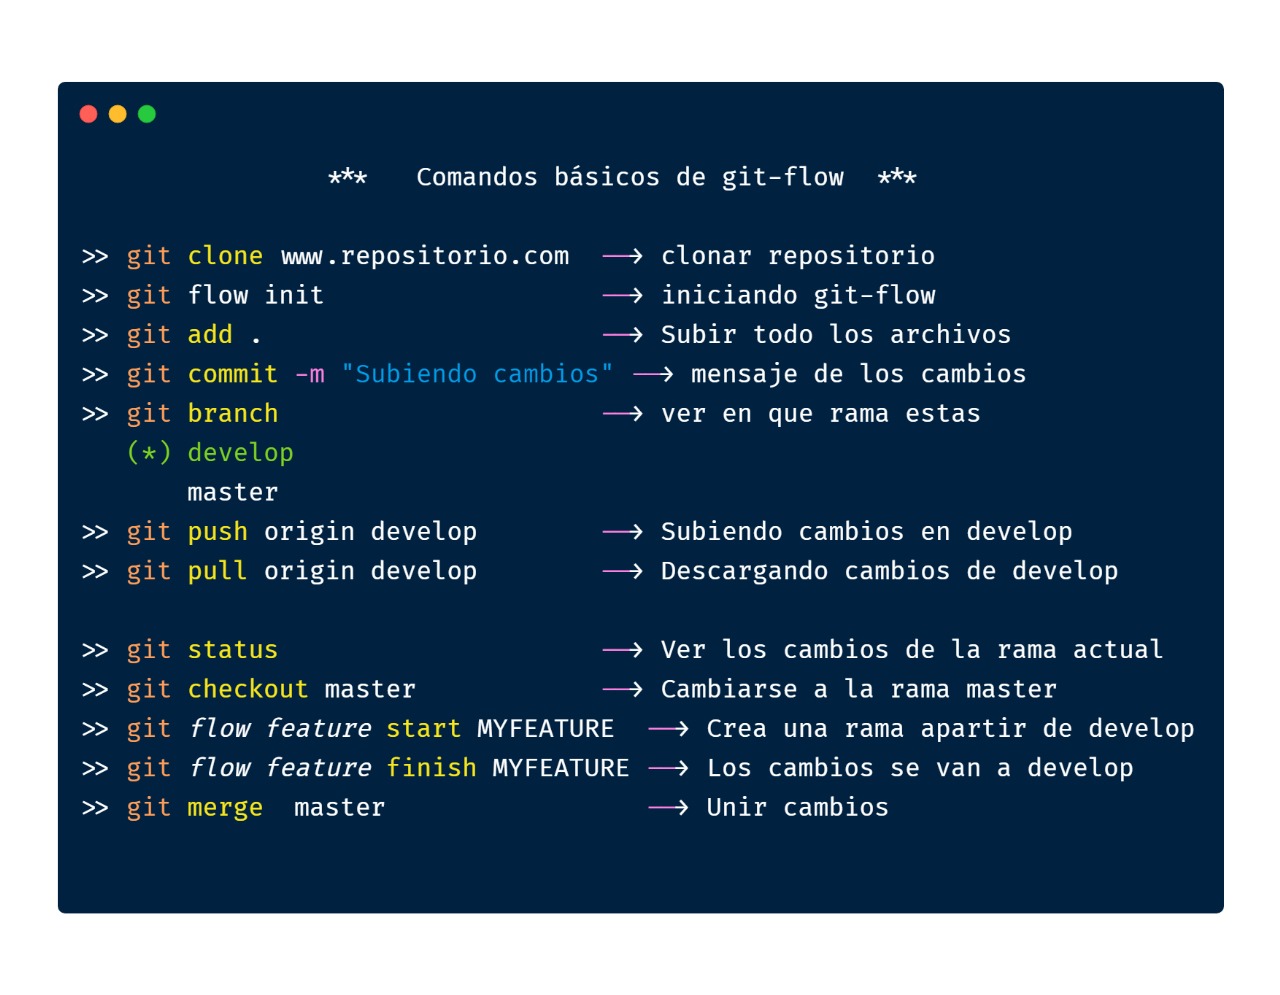 *** Comandos básicos de git-flow ***
>> git clone www.repositorio.com ⟶ clonar repositorio
>> git flow init ⟶ iniciando git-flow
>> git add . ⟶ Subir todo los archivos
>> git commit -m "Subiendo cambios" ⟶ mensaje de los cambios
>> git branch ⟶ ver en que rama estas
(*) develop
master
>> git push origin develop ⟶ Subiendo cambios en develop
>> git pull origin develop ⟶ Descargando cambios de develop
>> git status ⟶ Ver los cambios de la rama actual
>> git checkout master ⟶ Cambiarse a la rama master
>> git flow feature start MYFEATURE ⟶ Crea una rama apartir de develop
>> git flow feature finish MYFEATURE ⟶ Los cambios se van a develop
>> git merge master ⟶ Unir cambios